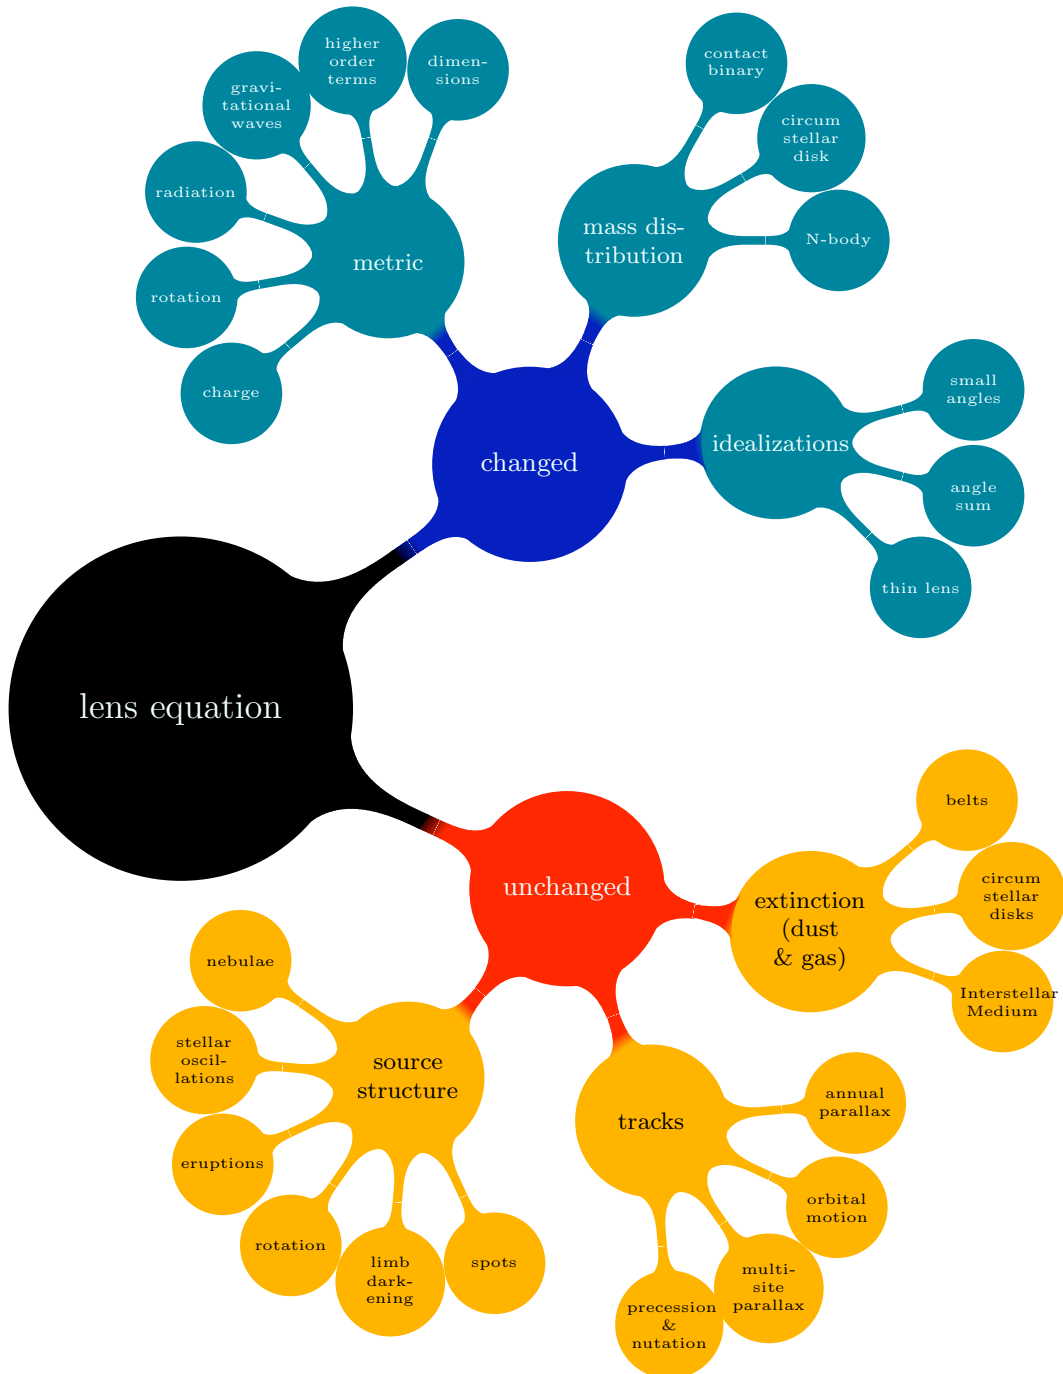 higher
order
terms
dimen-
sions
gravi-
tational
waves
radiation
rotation
charge
metric
contact
binary
circum
stellar
disk
N-body
mass dis-
tribution
changed
idealizations
small
angles
angle
sum
thin lens
lens equation
unchanged
extinction
(dust
& gas)
belts
circum
stellar
disks
Interstellar
Medium
nebulae
stellar
oscil-
lations
eruptions
rotation
limb
dark-
ening
spots
source
structure
tracks
annual
parallax
orbital
motion
multi-
site
parallax
precession
&
nutation